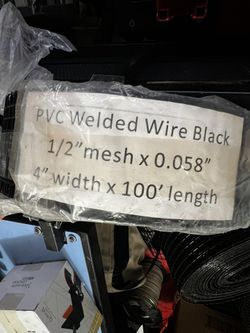 PVC Welded Wire Black
1/2"mesh x 0.058"
4"width x 100' length